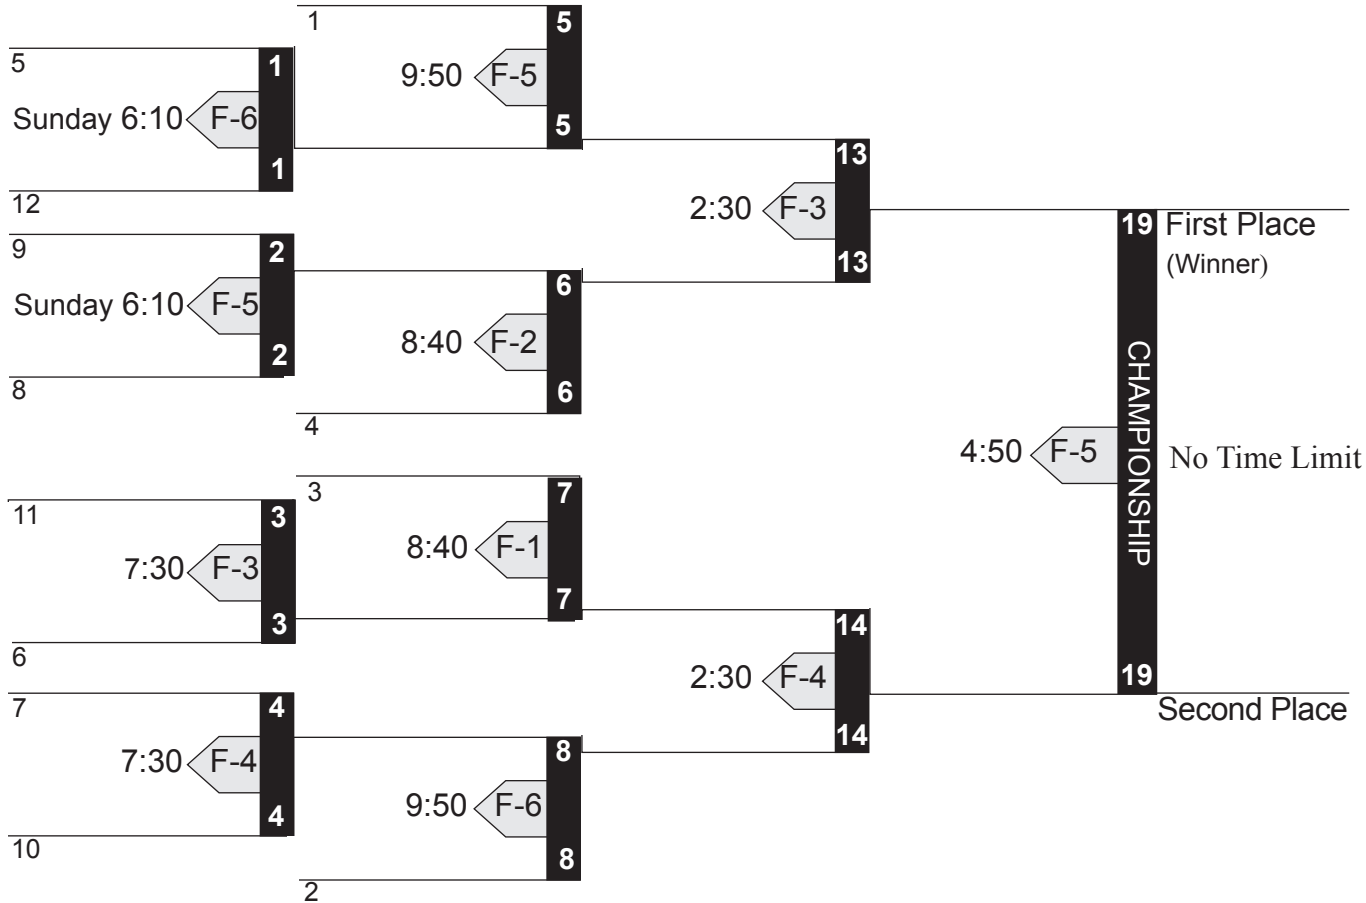 1
5
5
1
9:50 F-5
Sunday 6:10 F-6
5
1
12
13
2:30 F-3
13
9
2
Sunday 6:10 F-5
2
8
6
8:40 F-2
6
4
19 First Place
(Winner)
CHAMPIONSHIP
4:50 F-5 No Time Limit
19
Second Place
3
7
11
3
8:40 F-1
7:30 F-3
7
3
6
14
2:30 F-4
14
7
4
7:30 F-4
4
10
8
9:50 F-6
8
2